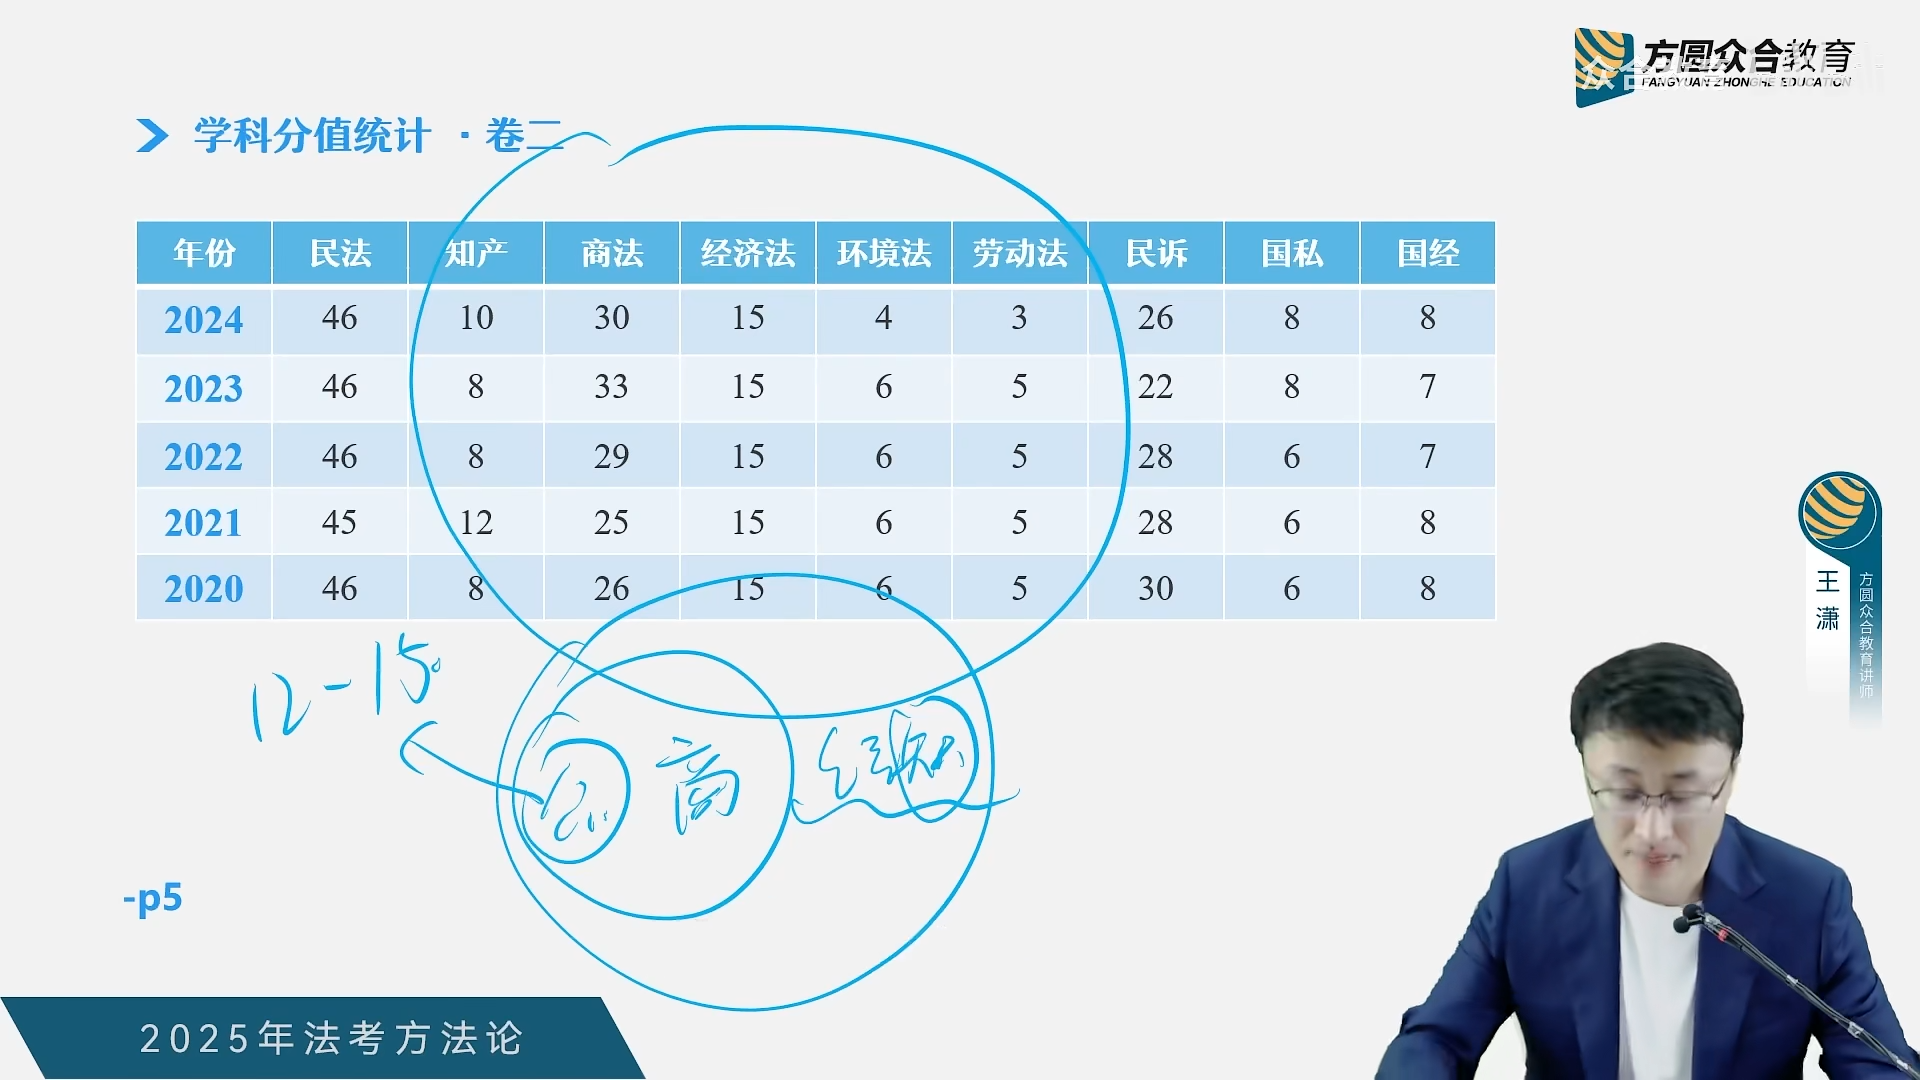 方圆众合教育
FANGYUAN ZHONGHE EDUCATION
学科分值统计 · 卷二
年份 民法 知产 商法 经济法 环境法 劳动法 民诉 国私 国经
2024 46 10 30 15 4 3 26 8 8
2023 46 8 33 15 6 5 22 8 7
2022 46 8 29 15 6 5 28 6 7
2021 45 12 25 15 6 5 28 6 8
2020 46 8 26 15 6 5 30 6 8
12-15
公 商
-p5
王潇
方圆众合教育讲师
2025年法考方法论